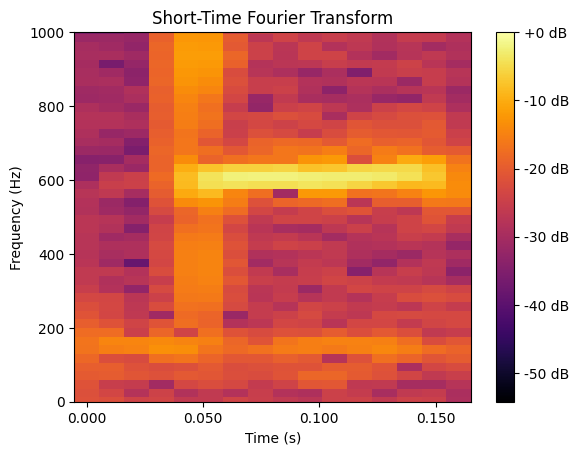 Short-Time Fourier Transform
1000
800
600
400
200
0
Frequency (Hz)
0.000
0.050
0.100
0.150
Time (s)
+0 dB
-10 dB
-20 dB
-30 dB
-40 dB
-50 dB